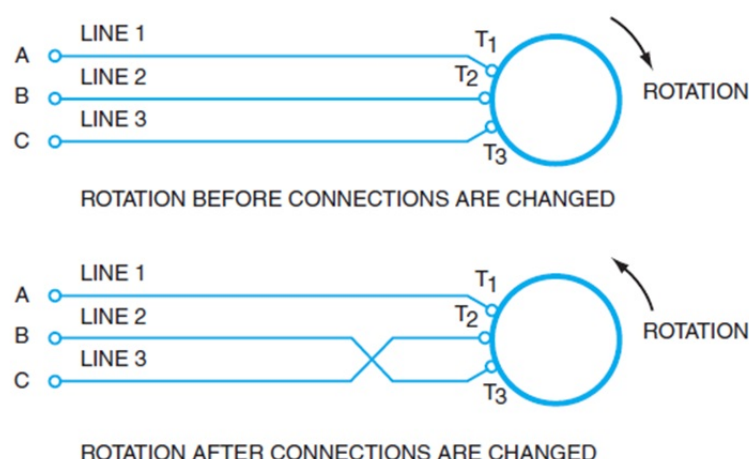 LINE 1
T1
A
LINE 2
T2
B
ROTATION
LINE 3
C
T3
ROTATION BEFORE CONNECTIONS ARE CHANGED
LINE 1
T1
A
LINE 2
T2
B
ROTATION
LINE 3
C
T3
ROTATION AFTER CONNECTIONS ARE CHANGED